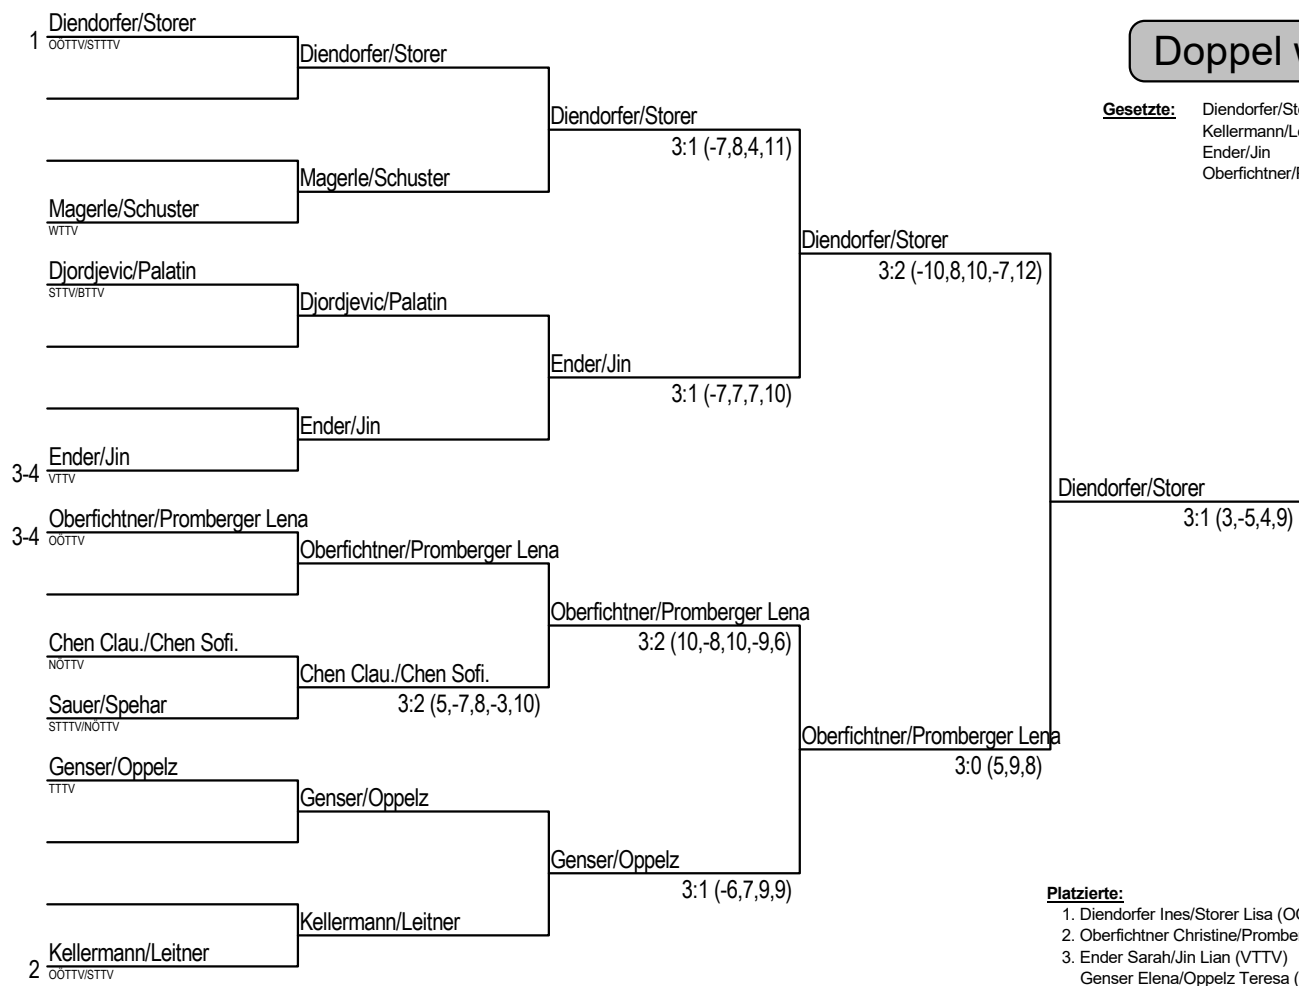 Diendorfer/Storer
1
OÖTTV/STTTV
Diendorfer/Storer
Diendorfer/Storer
3:1 (-7,8,4,11)
Magerle/Schuster
Magerle/Schuster
WTTV
Diendorfer/Storer
3:2 (-10,8,10,-7,12)
Djordjevic/Palatin
STTV/BTTV
Djordjevic/Palatin
Ender/Jin
3:1 (-7,7,7,10)
Ender/Jin
Ender/Jin
3-4
VTTV
Diendorfer/Storer
3:1 (3,-5,4,9)
Oberfichtner/Promberger Lena
3-4
OÖTTV
Oberfichtner/Promberger Lena
Oberfichtner/Promberger Lena
3:2 (10,-8,10,-9,6)
Chen Clau./Chen Sofi.
NÖTTV
Chen Clau./Chen Sofi.
3:2 (5,-7,8,-3,10)
Sauer/Spehar
STTTV/NÖTTV
Oberfichtner/Promberger Lena
3:0 (5,9,8)
Genser/Oppelz
TTTV
Genser/Oppelz
Genser/Oppelz
3:1 (-6,7,9,9)
Kellermann/Leitner
Kellermann/Leitner
2
OÖTTV/STTV
Doppel
Gesetzte:
Diendorfer/
Kellermann/
Ender/Jin
Oberfichtner/
Platzierte:
1. Diendorfer Ines/Storer Lisa
2. Oberfichtner Christine/
3. Ender Sarah/Jin Lian (VTTV)
Genser Elena/Oppelz Teresa